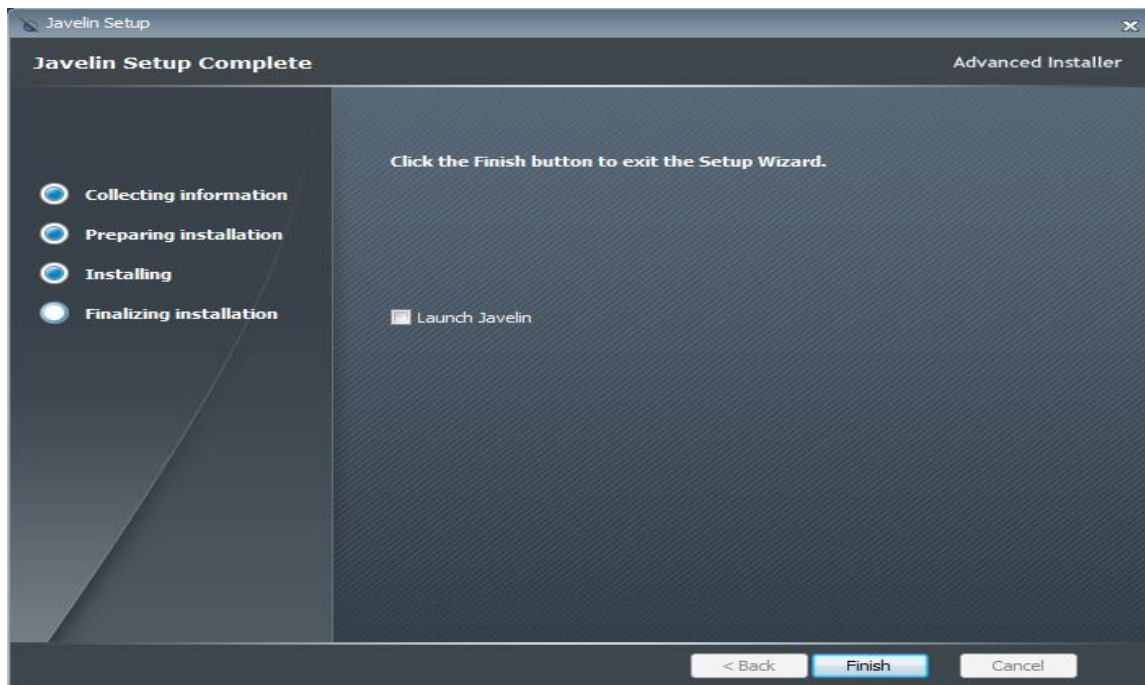 Javelin Setup
Javelin Setup Complete
Advanced Installer
Click the Finish button to exit the Setup Wizard.
Collecting information
Preparing installation
Installing
Finalizing installation
Launch Javelin
< Back
Finish
Cancel